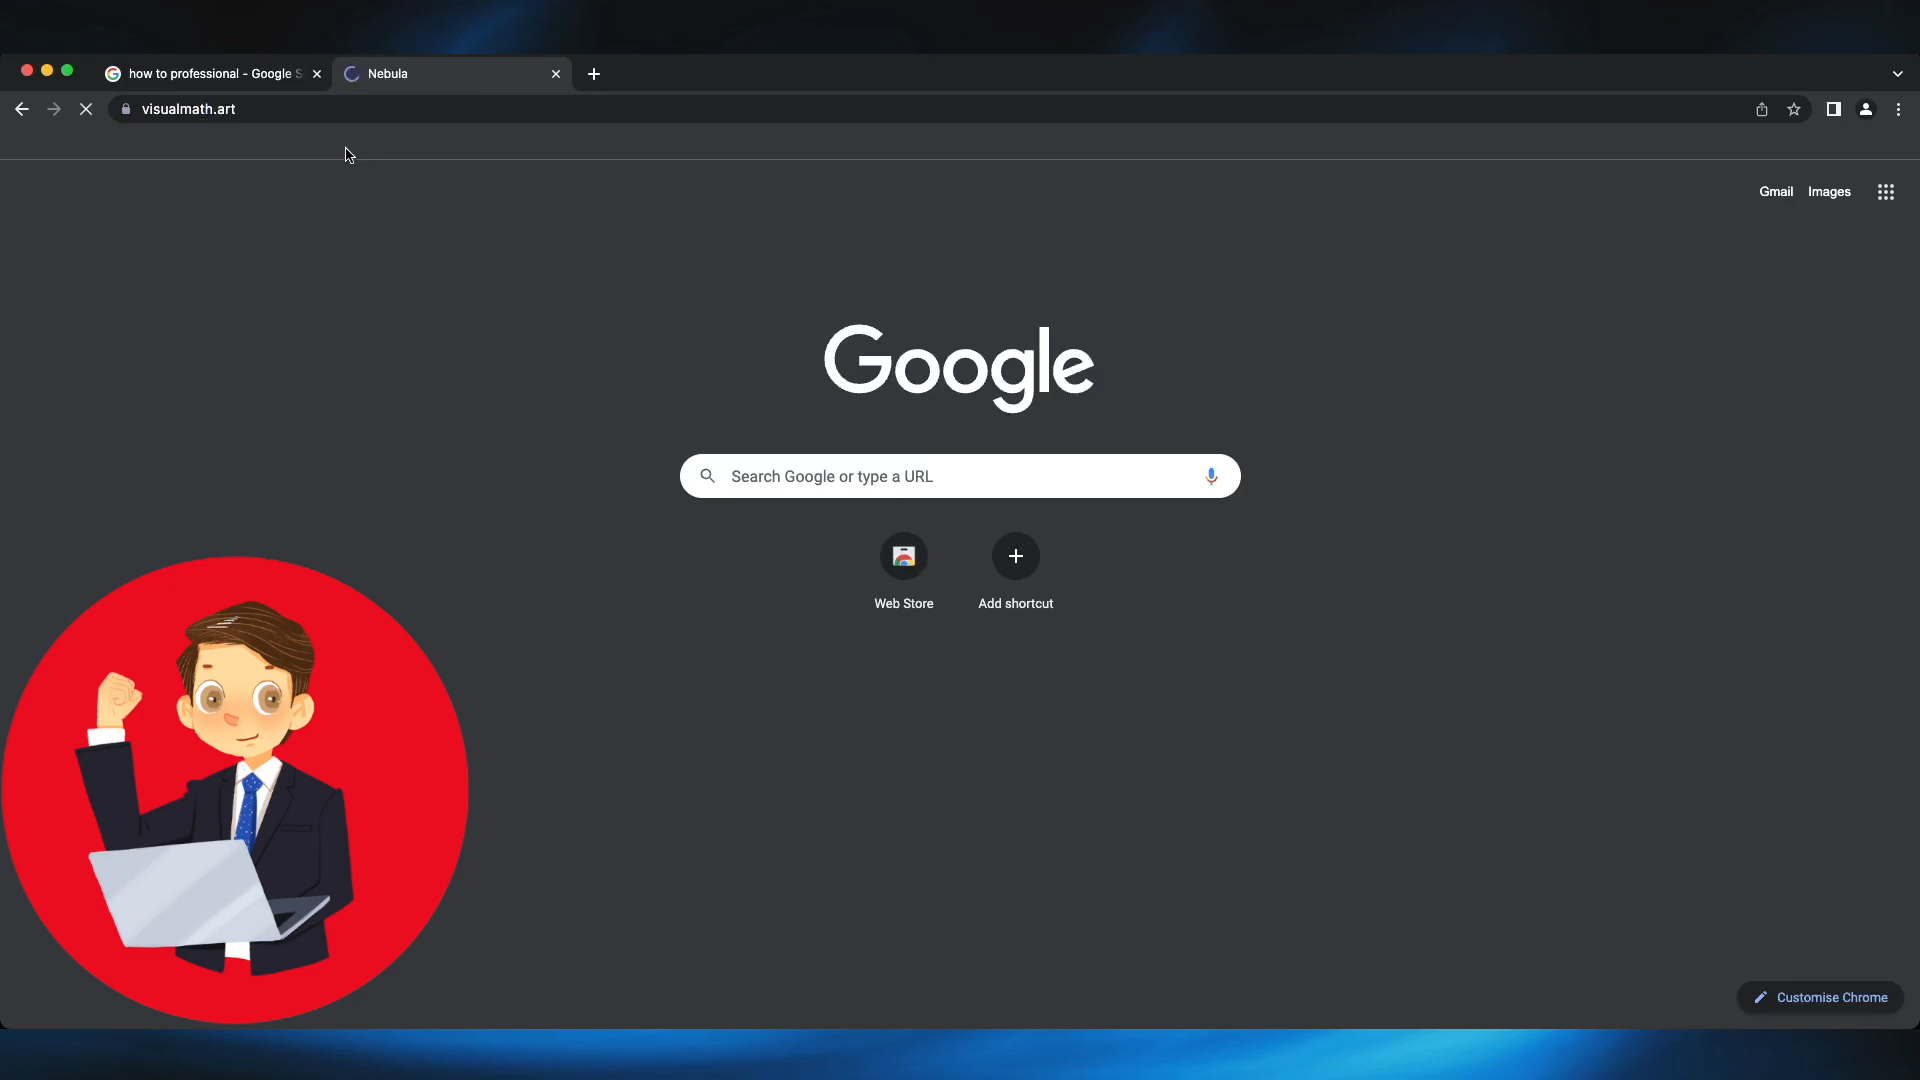 how to professional - Google S
Nebula
visualmath.art
Gmail
Images
Google
Search Google or type a URL
Web Store
Add shortcut
Customise Chrome